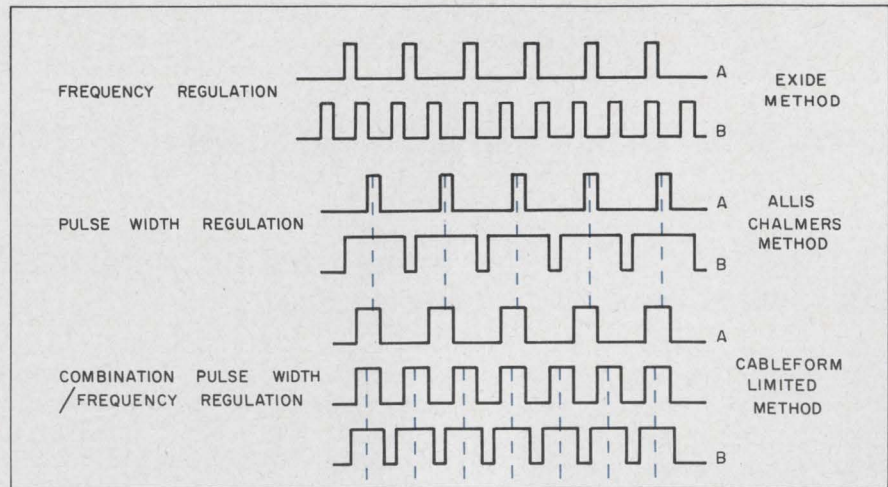 FREQUENCY REGULATION
A
B
EXIDE
METHOD
PULSE WIDTH REGULATION
A
B
ALLIS
CHALMERS
METHOD
COMBINATION PULSE WIDTH
/FREQUENCY REGULATION
A
B
CABLEFORM
LIMITED
METHOD